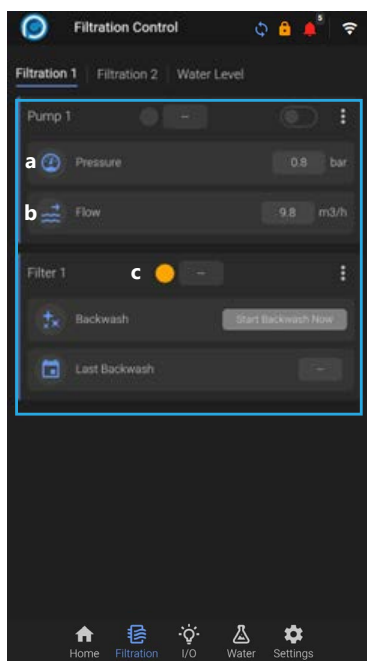 Filtration Control 5
Filtration 1 Filtration 2 Water Level
Pump 1 --
a Pressure 0.8 bar
b Flow 9.8 m3/h
Filter 1 c --
Backwash Start Backwash Now
Last Backwash --
Home Filtration I/O Water Settings